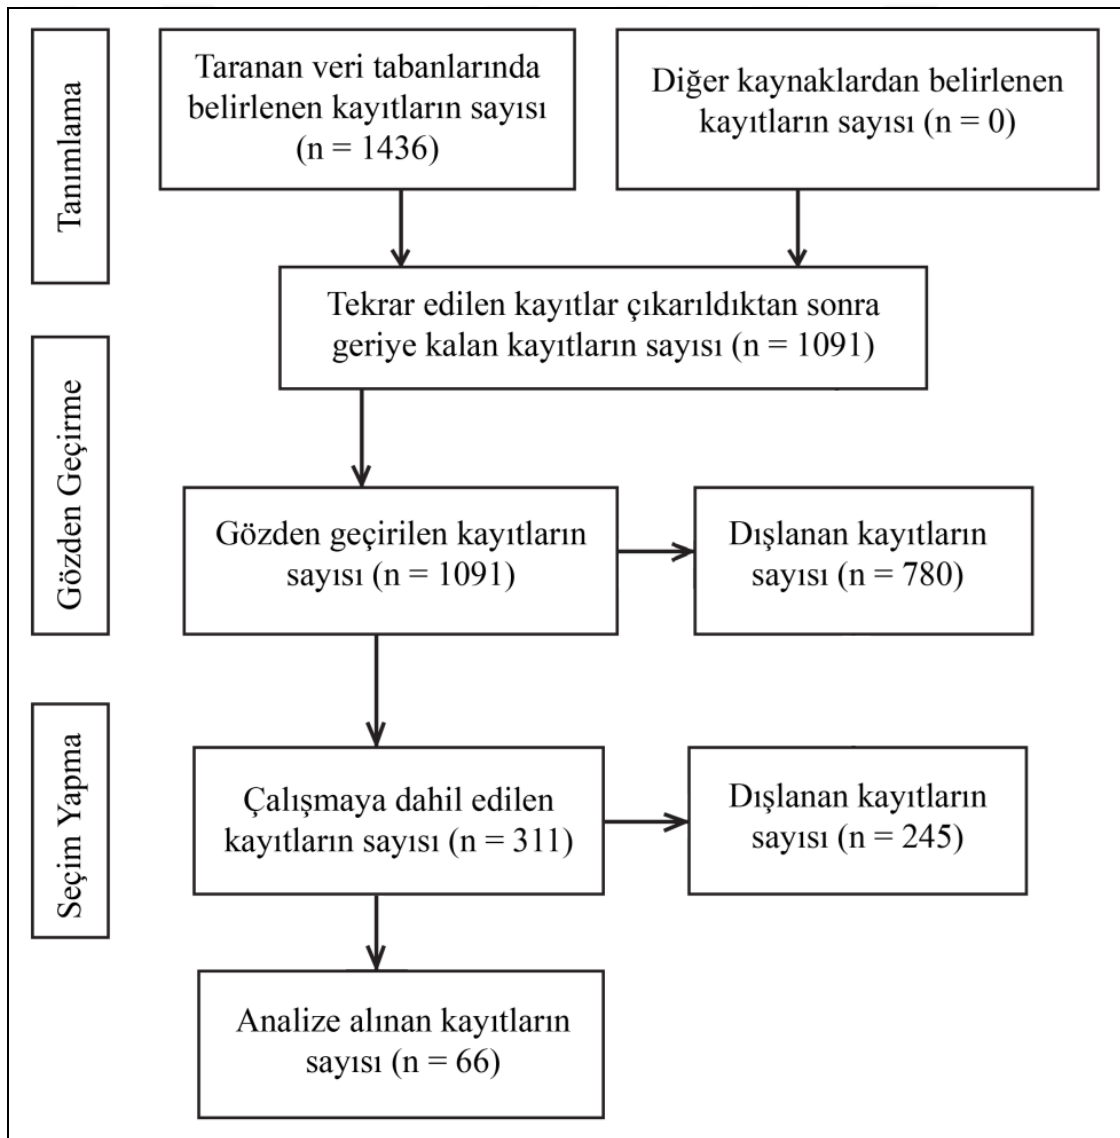 Tanımlama
Taranan veri tabanlarında
belirlenen kayıtların sayısı
(n = 1436)
Diğer kaynaklardan belirlenen
kayıtların sayısı (n = 0)
Tekrar edilen kayıtlar çıkarıldıktan sonra
geriye kalan kayıtların sayısı (n = 1091)
Gözden Geçirme
Gözden geçirilen kayıtların
sayısı (n = 1091)
Dışlanan kayıtların
sayısı (n = 780)
Seçim Yapma
Çalışmaya dahil edilen
kayıtların sayısı (n = 311)
Dışlanan kayıtların
sayısı (n = 245)
Analize alınan kayıtların
sayısı (n = 66)